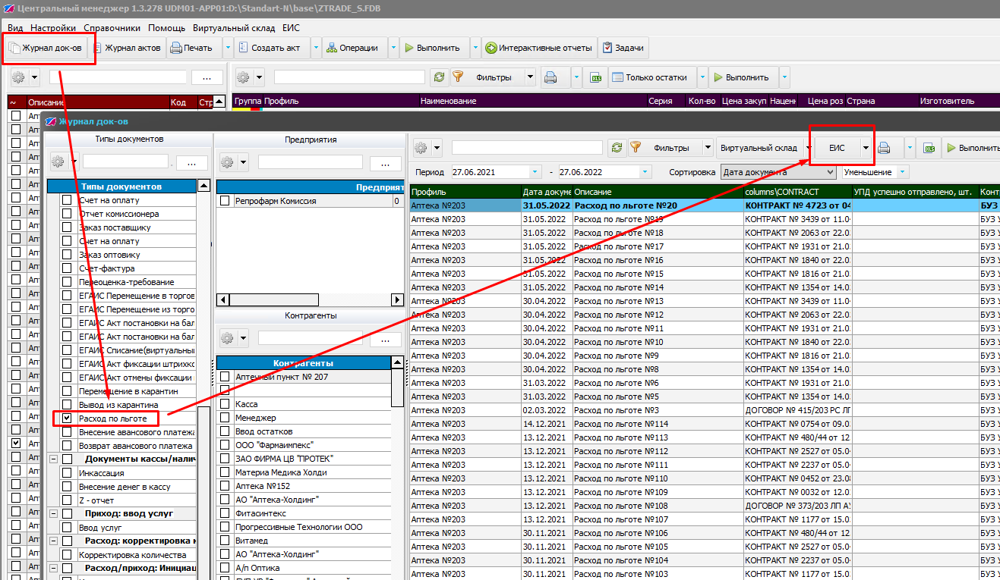 Центральный менеджер 1.3.278 UDM01-APP01:D:\Standart-N\base\ZTRADE_S.FDB
Вид Настройки Справочники Помощь Виртуальный склад ЕИС
Журнал док-ов Журнал актов Печать Создать акт Операции Выполнить Интерактивные отчеты Задачи
... Фильтры XLS Только остатки Выполнить
~ Описание Код Стр Группа Профиль Наименование Серия Кол-во Цена закуп Нацен Цена роз Страна Изготовитель
Журнал док-ов
Типы документов
...
Типы документов
Счет на оплату
Отчет комиссионера
Заказ поставщику
Счет на оплату
Заказ оптовику
Счет-фактура
Переоценка-требование
ЕГАИС Перемещение в торгов
ЕГАИС Перемещение из торго
ЕГАИС Акт постановки на бал
ЕГАИС Акт постановки на бал
ЕГАИС Списание(виртуальны
ЕГАИС Акт фиксации штрихко
ЕГАИС Акт отмены фиксации
Перемещение в карантин
Вывод из карантина
Расход по льготе
Внесение авансового платежа
Возврат авансового платежа
Документы кассы/налич
Инкассация
Внесение денег в кассу
Z - отчет
Приход: ввод услуг
Ввод услуг
Расход: корректировка к
Корректировка количества
Расход/приход: Инициац
Предприятия
...
Предприят
Репрофарм Комиссия 0
Контрагенты
...
Контрагенты
Аптечный пункт № 207
Касса
Менеджер
Ввод остатков
ООО "Фармаимпекс"
ЗАО ФИРМА ЦВ "ПРОТЕК"
Материа Медика Холди
Аптека №152
АО "Аптека-Холдинг"
Фитасинтекс
Прогрессивные Технологии ООО
Витамед
АО "Аптека-Холдинг"
А/п Оптика
Фильтры Виртуальный склад ЕИС XLS Выполнить
Период 27.06.2021 - 27.06.2022 Сортировка Дата документа Уменьшение
Профиль Дата докуме Описание columns\CONTRACT УПД успешно отправлено, шт. Конт
Аптека №203 31.05.2022 Расход по льготе №20 КОНТРАКТ № 4723 от 04 БУЗ
Аптека №203 31.05.2022 Расход по льготе №19 КОНТРАКТ № 3439 от 11.0 БУЗ У
Аптека №203 31.05.2022 Расход по льготе №18 КОНТРАКТ № 2063 от 22.0 БУЗ У
Аптека №203 31.05.2022 Расход по льготе №17 КОНТРАКТ № 1931 от 21.0 БУЗ У
Аптека №203 31.05.2022 Расход по льготе №16 КОНТРАКТ № 1840 от 22.0 БУЗ У
Аптека №203 31.05.2022 Расход по льготе №15 КОНТРАКТ № 1816 от 21.0 БУЗ У
Аптека №203 31.05.2022 Расход по льготе №14 КОНТРАКТ № 1354 от 14.0 БУЗ У
Аптека №203 30.04.2022 Расход по льготе №13 КОНТРАКТ № 3439 от 11.0 БУЗ У
Аптека №203 30.04.2022 Расход по льготе №12 КОНТРАКТ № 2063 от 22.0 БУЗ У
Аптека №203 30.04.2022 Расход по льготе №11 КОНТРАКТ № 1931 от 21.0 БУЗ У
Аптека №203 30.04.2022 Расход по льготе №10 КОНТРАКТ № 1840 от 22.0 БУЗ У
Аптека №203 30.04.2022 Расход по льготе №9 КОНТРАКТ № 1816 от 21.0 БУЗ У
Аптека №203 30.04.2022 Расход по льготе №8 КОНТРАКТ № 1354 от 14.0 БУЗ У
Аптека №203 31.03.2022 Расход по льготе №6 КОНТРАКТ № 1931 от 21.0 БУЗ У
Аптека №203 31.03.2022 Расход по льготе №5 КОНТРАКТ № 1354 от 14.0 БУЗ У
Аптека №203 02.03.2022 Расход по льготе №3 ДОГОВОР № 415/203 РС ЛГ БУЗ У
Аптека №203 14.12.2021 Расход по льготе №114 КОНТРАКТ № 0754 от 09.0 БУЗ У
Аптека №203 13.12.2021 Расход по льготе №113 КОНТРАКТ № 480/44 от 12 БУЗ У
Аптека №203 13.12.2021 Расход по льготе №112 КОНТРАКТ № 2527 от 05.0 БУЗ У
Аптека №203 13.12.2021 Расход по льготе №111 КОНТРАКТ № 2237 от 05.0 БУЗ У
Аптека №203 13.12.2021 Расход по льготе №110 КОНТРАКТ № 0452 от 23.0 БУЗ У
Аптека №203 13.12.2021 Расход по льготе №109 КОНТРАКТ № 0032 от 12.0 БУЗ У
Аптека №203 13.12.2021 Расход по льготе №108 ДОГОВОР № 373/203 ЛП А БУЗ У
Аптека №203 13.12.2021 Расход по льготе №107 КОНТРАКТ № 1177 от 15.0 БУЗ У
Аптека №203 30.11.2021 Расход по льготе №106 КОНТРАКТ № 480/44 от 12 БУЗ У
Аптека №203 30.11.2021 Расход по льготе №105 КОНТРАКТ № 2527 от 05.0 БУЗ У
Аптека №203 30.11.2021 Расход по льготе №104 КОНТРАКТ № 2237 от 05.0 БУЗ У
Аптека №203 30.11.2021 Расход по льготе №103 КОНТРАКТ № 1177 от 15.0 БУЗ У